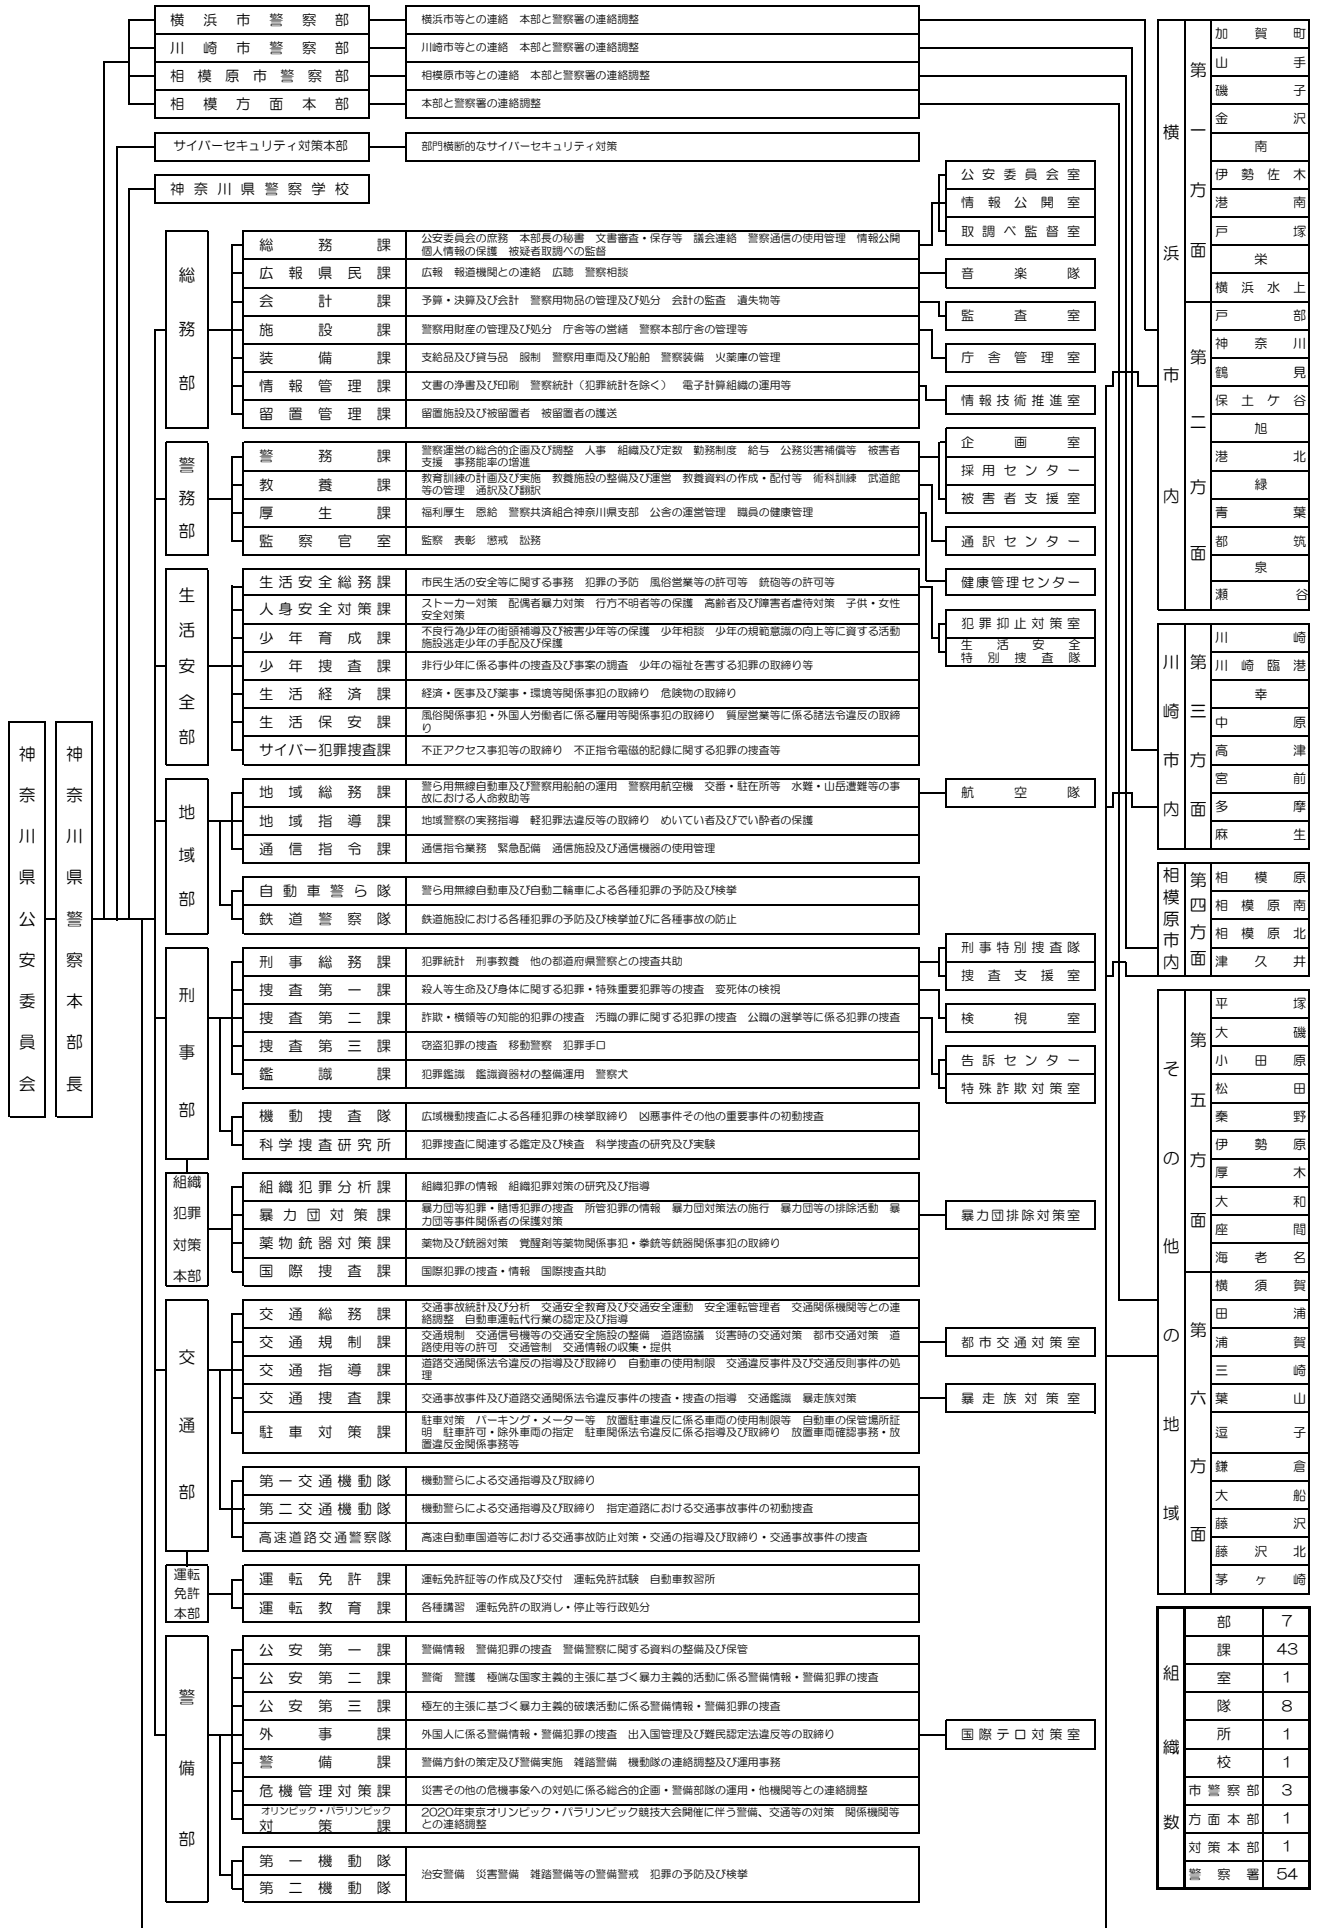 神奈川県公安委員会
神奈川県警察本部長
横浜市警察部
横浜市等との連絡　本部と警察署の連絡調整
川崎市警察部
川崎市等との連絡　本部と警察署の連絡調整
相模原市警察部
相模原市等との連絡　本部と警察署の連絡調整
相模方面本部
本部と警察署の連絡調整
サイバーセキュリティ対策本部
部門横断的なサイバーセキュリティ対策
神奈川県警察学校
総務部
総務課
公安委員会の庶務　本部長の秘書　文書審査・保存等　議会連絡　警察通信の使用管理　情報公開
個人情報の保護　被疑者取調べの監督
公安委員会室
情報公開室
取調べ監督室
広報県民課
広報　報道機関との連絡　広聴　警察相談
音楽隊
会計課
予算・決算及び会計　警察用物品の管理及び処分　会計の監査　遺失物等
監査室
施設課
警察用財産の管理及び処分　庁舎等の営繕　警察本部庁舎の管理等
庁舎管理室
装備課
支給品及び貸与品　服制　警察用車両及び船舶　警察装備　火薬庫の管理
情報管理課
文書の浄書及び印刷　警察統計（犯罪統計を除く）　電子計算組織の運用等
情報技術推進室
留置管理課
留置施設及び被留置者　被留置者の護送
警務部
警務課
警察運営の総合的企画及び調整　人事　組織及び定数　勤務制度　給与　公務災害補償等　被害者
支援　事務能率の増進
企画室
採用センター
被害者支援室
教養課
教育訓練の計画及び実施　教養施設の整備及び運営　教養資料の作成・配付等　術科訓練　武道館
等の管理　通訳及び翻訳
通訳センター
厚生課
福利厚生　恩給　警察共済組合神奈川県支部　公舎の運営管理　職員の健康管理
健康管理センター
監察官室
監察　表彰　懲戒　訟務
生活安全部
生活安全総務課
市民生活の安全等に関する事務　犯罪の予防　風俗営業等の許可等　銃砲等の許可等
犯罪抑止対策室
生活安全
特別捜査隊
人身安全対策課
ストーカー対策　配偶者暴力対策　行方不明者等の保護　高齢者及び障害者虐待対策　子供・女性
安全対策
少年育成課
不良行為少年の街頭補導及び被害少年等の保護　少年相談　少年の規範意識の向上等に資する活動
施設逃走少年の手配及び保護
少年捜査課
非行少年に係る事件の捜査及び事案の調査　少年の福祉を害する犯罪の取締り等
生活経済課
経済・医事及び薬事・環境等関係事犯の取締り　危険物の取締り
生活保安課
風俗関係事犯・外国人労働者に係る雇用等関係事犯の取締り　質屋営業等に係る諸法令違反の取締
り
サイバー犯罪捜査課
不正アクセス事犯等の取締り　不正指令電磁的記録に関する犯罪の捜査等
地域部
地域総務課
警ら用無線自動車及び警察用船舶の運用　警察用航空機　交番・駐在所等　水難・山岳遭難等の事
故における人命救助等
航空隊
地域指導課
地域警察の実務指導　軽犯罪法違反等の取締り　めいてい者及びでい酔者の保護
通信指令課
通信指令業務　緊急配備　通信施設及び通信機器の使用管理
自動車警ら隊
警ら用無線自動車及び自動二輪車による各種犯罪の予防及び検挙
鉄道警察隊
鉄道施設における各種犯罪の予防及び検挙並びに各種事故の防止
刑事部
刑事総務課
犯罪統計　刑事教養　他の都道府県警察との捜査共助
刑事特別捜査隊
捜査支援室
捜査第一課
殺人等生命及び身体に関する犯罪・特殊重要犯罪等の捜査　変死体の検視
検視室
捜査第二課
詐欺・横領等の知能的犯罪の捜査　汚職の罪に関する犯罪の捜査　公職の選挙等に係る犯罪の捜査
告訴センター
特殊詐欺対策室
捜査第三課
窃盗犯罪の捜査　移動警察　犯罪手口
鑑識課
犯罪鑑識　鑑識資器材の整備運用　警察犬
機動捜査隊
広域機動捜査による各種犯罪の検挙取締り　凶悪事件その他の重要事件の初動捜査
科学捜査研究所
犯罪捜査に関連する鑑定及び検査　科学捜査の研究及び実験
組織
犯罪
対策
本部
組織犯罪分析課
組織犯罪の情報　組織犯罪対策の研究及び指導
暴力団対策課
暴力団等犯罪・賭博犯罪の捜査　所管犯罪の情報　暴力団対策法の施行　暴力団等の排除活動　暴
力団等事件関係者の保護対策
暴力団排除対策室
薬物銃器対策課
薬物及び銃器対策　覚醒剤等薬物関係事犯・拳銃等銃器関係事犯の取締り
国際捜査課
国際犯罪の捜査・情報　国際捜査共助
交通部
交通総務課
交通事故統計及び分析　交通安全教育及び交通安全運動　安全運転管理者　交通関係機関等との連
絡調整　自動車運転代行業の認定及び指導
交通規制課
交通規制　交通信号機等の交通安全施設の整備　道路協議　災害時の交通対策　都市交通対策　道
路使用等の許可　交通管制　交通情報の収集・提供
都市交通対策室
交通指導課
道路交通関係法令違反の指導及び取締り　自動車の使用制限　交通違反事件及び交通反則事件の処
理
交通捜査課
交通事故事件及び道路交通関係法令違反事件の捜査・捜査の指導　交通鑑識　暴走族対策
暴走族対策室
駐車対策課
駐車対策　パーキング・メーター等　放置駐車違反に係る車両の使用制限等　自動車の保管場所証
明　駐車許可・除外車両の指定　駐車関係法令違反に係る指導及び取締り　放置車両確認事務・放
置違反金関係事務等
第一交通機動隊
機動警らによる交通指導及び取締り
第二交通機動隊
機動警らによる交通指導及び取締り　指定道路における交通事故事件の初動捜査
高速道路交通警察隊
高速自動車国道等における交通事故防止対策・交通の指導及び取締り・交通事故事件の捜査
運転
免許
本部
運転免許課
運転免許証等の作成及び交付　運転免許試験　自動車教習所
運転教育課
各種講習　運転免許の取消し・停止等行政処分
警備部
公安第一課
警備情報　警備犯罪の捜査　警備警察に関する資料の整備及び保管
公安第二課
警衛　警護　極端な国家主義的主張に基づく暴力主義的活動に係る警備情報・警備犯罪の捜査
公安第三課
極左的主張に基づく暴力主義的破壊活動に係る警備情報・警備犯罪の捜査
外事課
外国人に係る警備情報・警備犯罪の捜査　出入国管理及び難民認定法違反等の取締り
国際テロ対策室
警備課
警備方針の策定及び警備実施　雑踏警備　機動隊の連絡調整及び運用事務
危機管理対策課
災害その他の危機事象への対処に係る総合的企画・警備部隊の運用・他機関等との連絡調整
オリンピック・パラリンピック
対策課
2020年東京オリンピック・パラリンピック競技大会開催に伴う警備、交通等の対策　関係機関等
との連絡調整
第一機動隊
第二機動隊
治安警備　災害警備　雑踏警備等の警備警戒　犯罪の予防及び検挙
横浜市内
第一方面
加賀町
山手
磯子
金沢
南
伊勢佐木
港南
戸塚
栄
横浜水上
第二方面
戸部
神奈川
鶴見
保土ケ谷
旭
港北
緑
青葉
都筑
泉
瀬谷
川崎市内
第三方面
川崎
川崎臨港
幸
中原
高津
宮前
多摩
麻生
相模原市内
第四方面
相模原
相模原南
相模原北
津久井
その他の地域
第五方面
平塚
大磯
小田原
松田
秦野
伊勢原
厚木
大和
座間
海老名
第六方面
横須賀
田浦
浦賀
三崎
葉山
逗子
鎌倉
大船
藤沢
藤沢北
茅ヶ崎
組織数
部 7
課 43
室 1
隊 8
所 1
校 1
市警察部 3
方面本部 1
対策本部 1
警察署 54